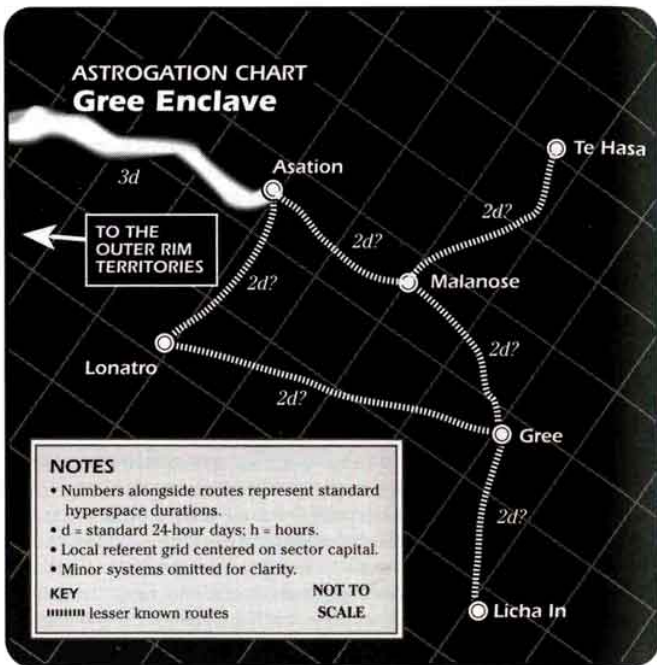 ASTROGATION CHART
Gree Enclave
Te Hasa
Asation
3d
2d?
2d?
TO THE
OUTER RIM
TERRITORIES
Malanose
2d?
2d?
Lonatro
2d?
Gree
2d?
Licha In
NOTES
• Numbers alongside routes represent standard
hyperspace durations.
• d = standard 24-hour days; h = hours.
• Local referent grid centered on sector capital.
• Minor systems omitted for clarity.
KEY
lesser known routes
NOT TO
SCALE